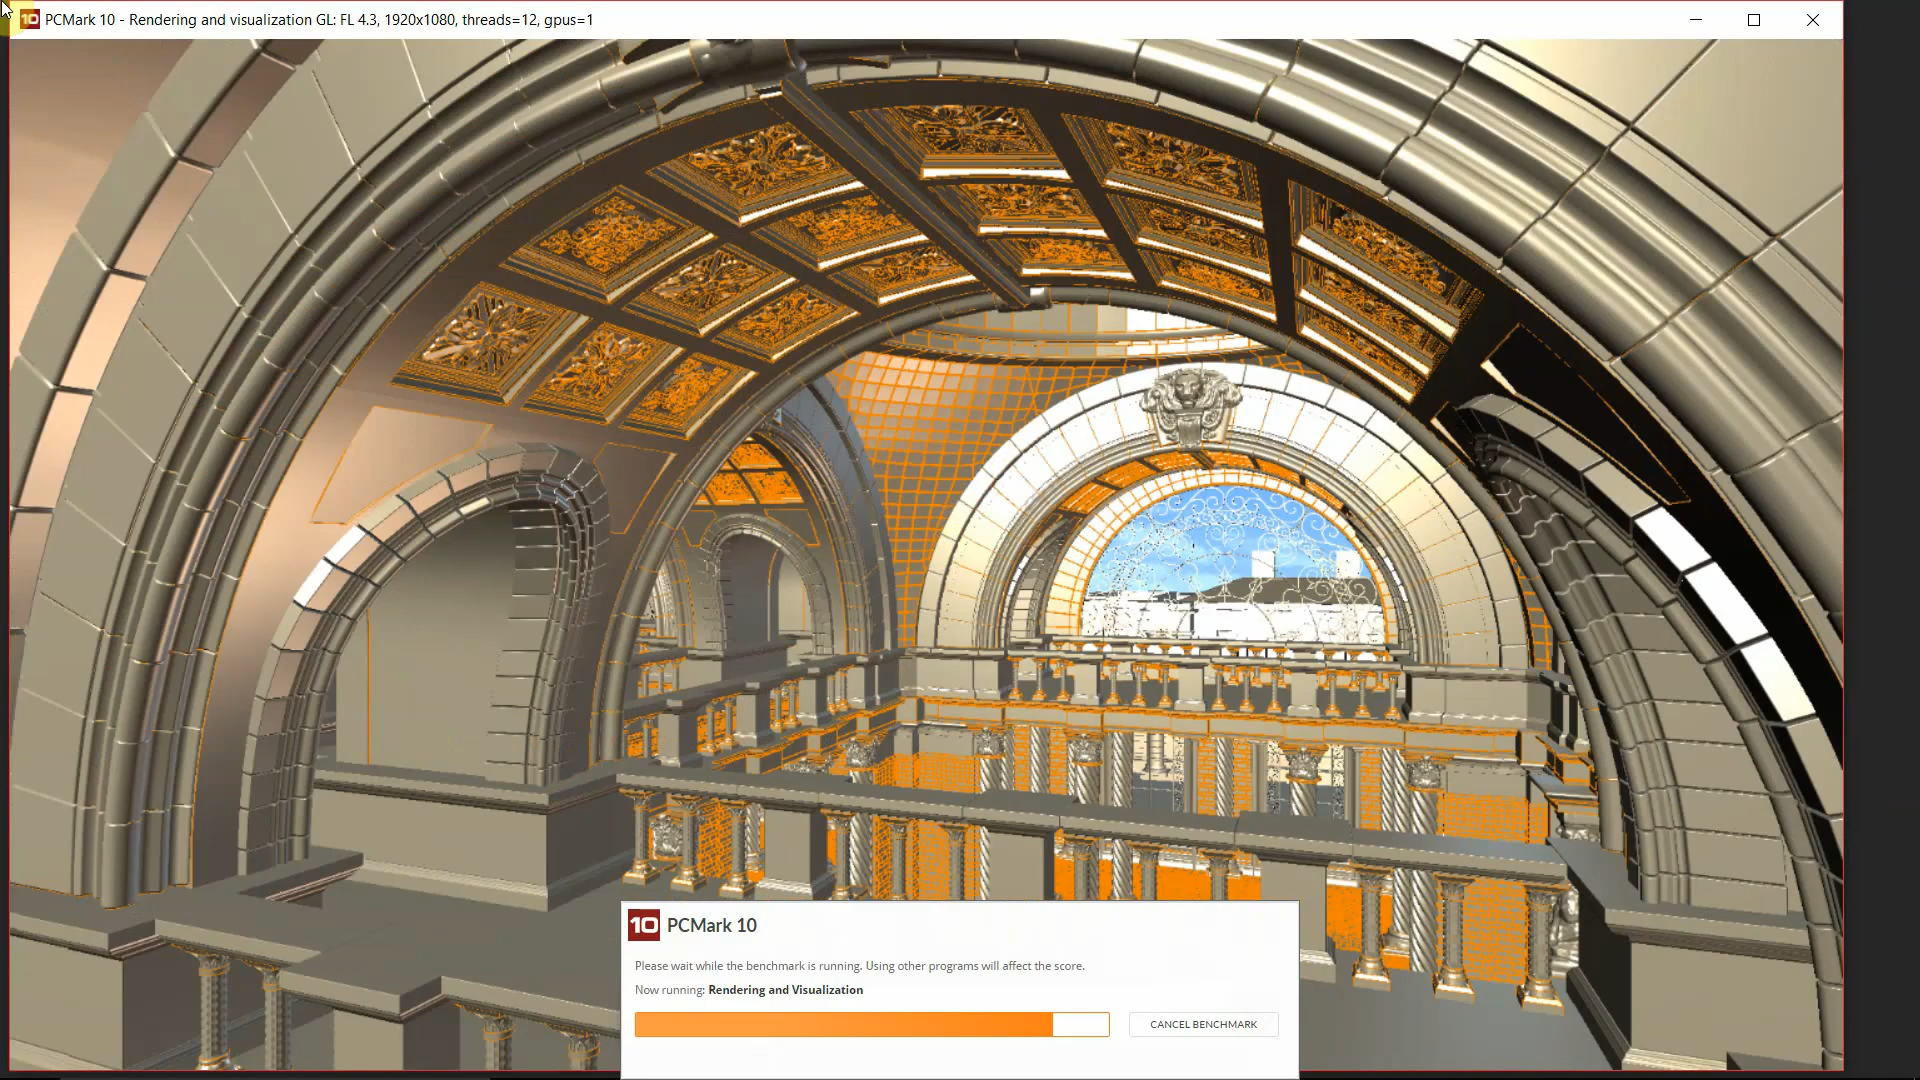 10 PCMark 10 - Rendering and visualization GL: FL 4.3, 1920x1080, threads=12, gpus=1
10 PCMark 10
Please wait while the benchmark is running. Using other programs will affect the score.
Now running: Rendering and Visualization
CANCEL BENCHMARK